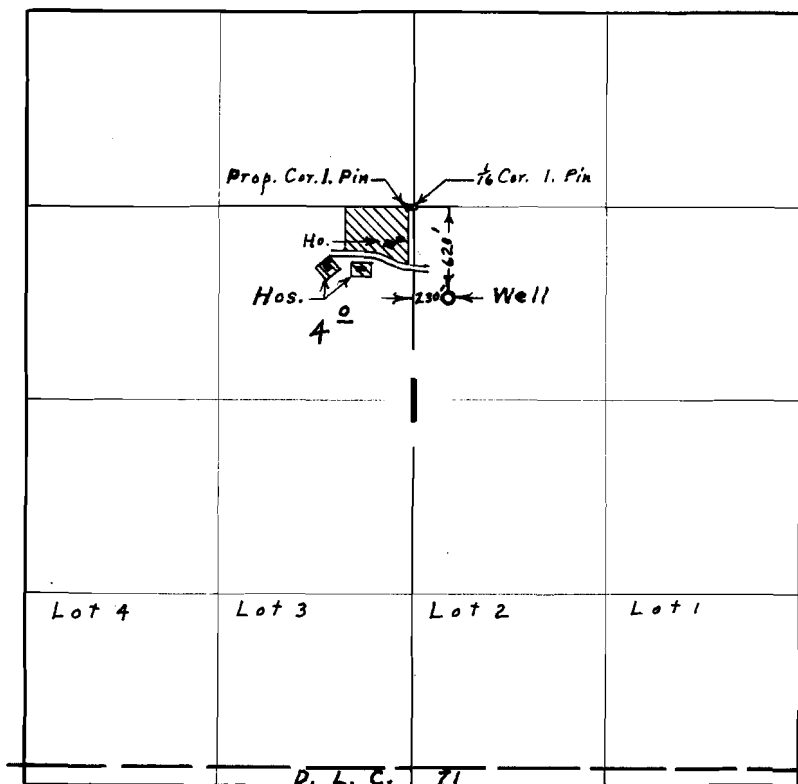 Prop. Cor. I. Pin
1/16 Cor. I. Pin
Ho.
620'
Hos.
230'
Well
4 º
1
Lot 4
Lot 3
Lot 2
Lot 1
D. L. C. 71